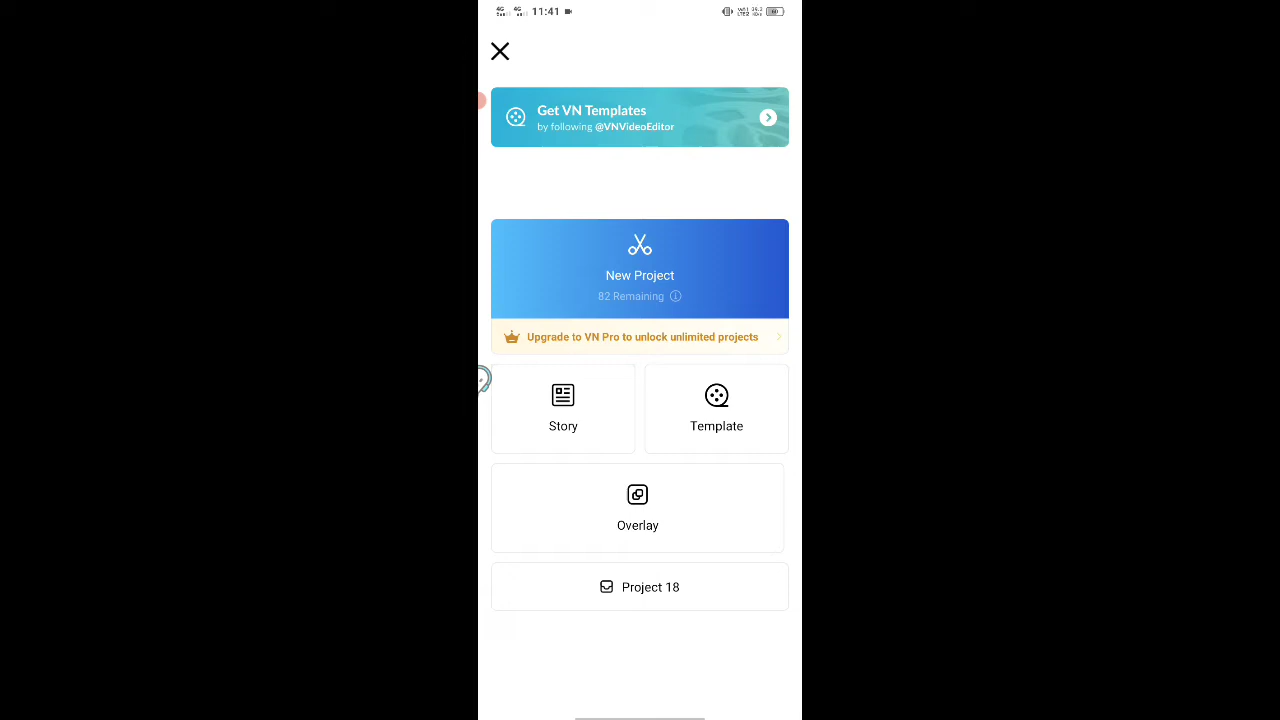 11:41
Get VN Templates
by following @VNVideoEditor
New Project
82 Remaining
Upgrade to VN Pro to unlock unlimited projects
Story
Template
Overlay
Project 18